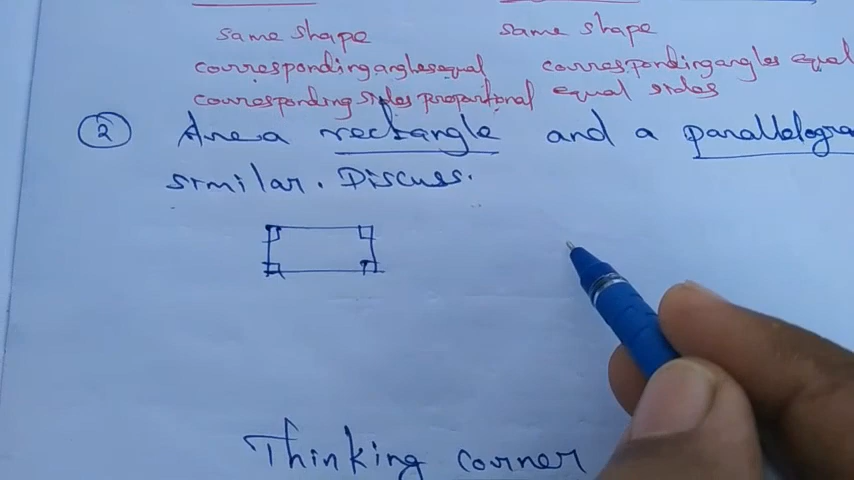 same shape same shape
corresponding angles equal corresponding angles equal
corresponding sides proportional equal sides
2 Are a rectangle and a parallelogra
similar. Discuss.
Thinking corner